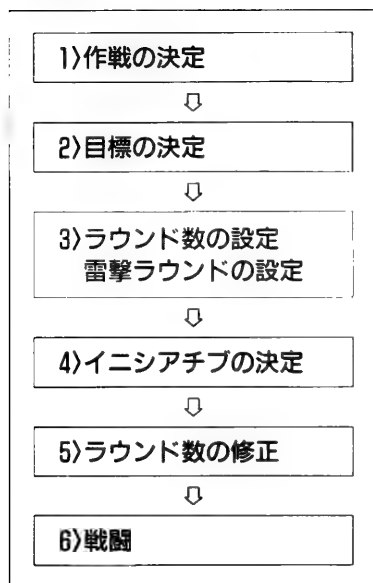 1)作戦の決定
⇩
2)目標の決定
⇩
3)ラウンド数の設定
雷撃ラウンドの設定
⇩
4)イニシアチブの決定
⇩
5)ラウンド数の修正
⇩
6)戦闘